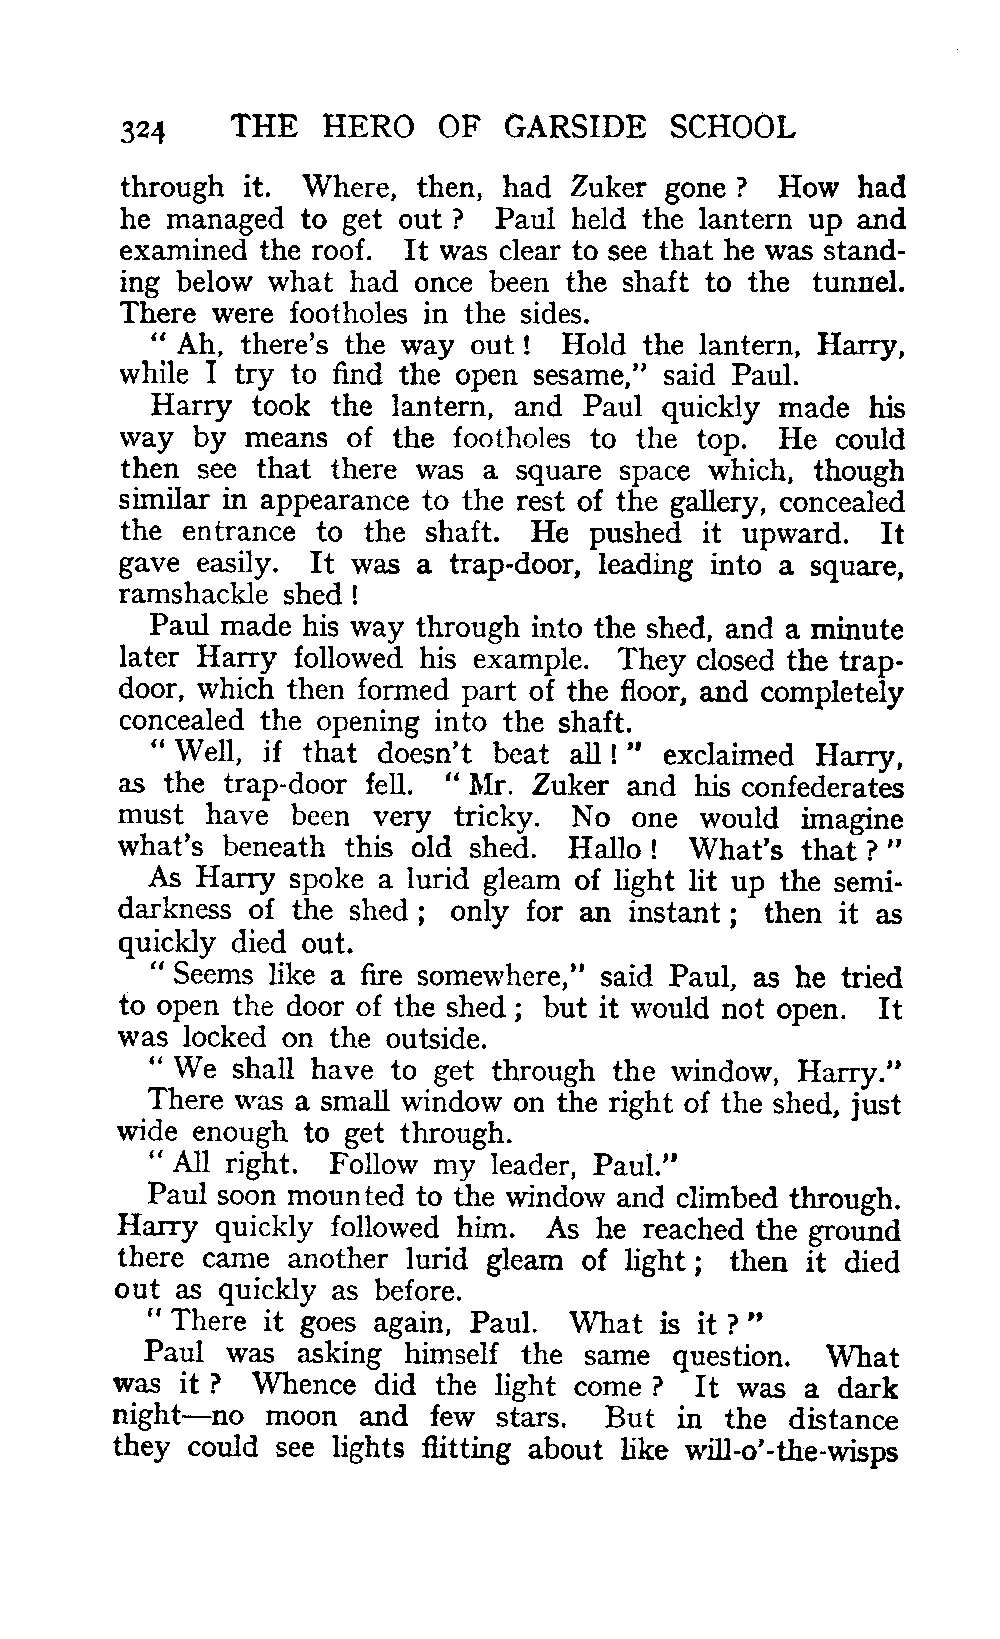 324 THE HERO OF GARSIDE SCHOOL
through it. Where, then, had Zuker gone ? How had
he managed to get out ? Paul held the lantern up and
examined the roof. It was clear to see that he was stand-
ing below what had once been the shaft to the tunnel.
There were footholes in the sides.
“ Ah, there’s the way out ! Hold the lantern, Harry,
while I try to find the open sesame,” said Paul.
Harry took the lantern, and Paul quickly made his
way by means of the footholes to the top. He could
then see that there was a square space which, though
similar in appearance to the rest of the gallery, concealed
the entrance to the shaft. He pushed it upward. It
gave easily. It was a trap-door, leading into a square,
ramshackle shed !
Paul made his way through into the shed, and a minute
later Harry followed his example. They closed the trap-
door, which then formed part of the floor, and completely
concealed the opening into the shaft.
“ Well, if that doesn’t beat all ! ” exclaimed Harry,
as the trap-door fell. “ Mr. Zuker and his confederates
must have been very tricky. No one would imagine
what’s beneath this old shed. Hallo ! What’s that ? ”
As Harry spoke a lurid gleam of light lit up the semi-
darkness of the shed ; only for an instant ; then it as
quickly died out.
“ Seems like a fire somewhere,” said Paul, as he tried
to open the door of the shed ; but it would not open. It
was locked on the outside.
“ We shall have to get through the window, Harry.”
There was a small window on the right of the shed, just
wide enough to get through.
“ All right. Follow my leader, Paul.”
Paul soon mounted to the window and climbed through.
Harry quickly followed him. As he reached the ground
there came another lurid gleam of light ; then it died
out as quickly as before.
“ There it goes again, Paul. What is it ? ”
Paul was asking himself the same question. What
was it ? Whence did the light come ? It was a dark
night—no moon and few stars. But in the distance
they could see lights flitting about like will-o’-the-wisps